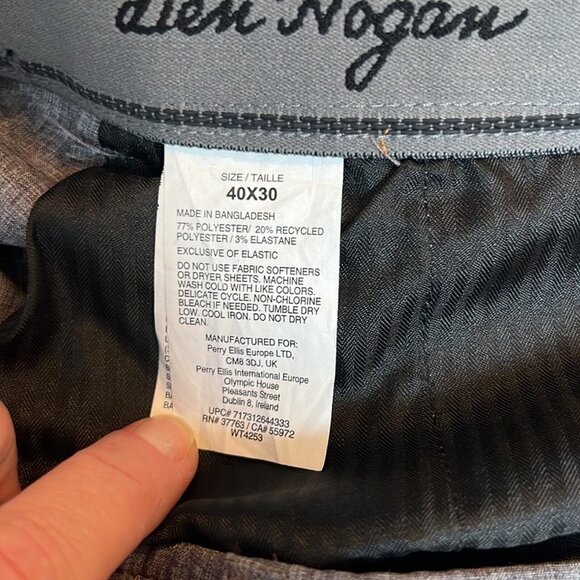 Hogan
SIZE / TAILLE
40X30
MADE IN BANGLADESH
77% POLYESTER/ 20% RECYCLED
POLYESTER / 3% ELASTANE
EXCLUSIVE OF ELASTIC
DO NOT USE FABRIC SOFTENERS
OR DRYER SHEETS. MACHINE
WASH COLD WITH LIKE COLORS.
DELICATE CYCLE. NON-CHLORINE
BLEACH IF NEEDED. TUMBLE DRY
LOW. COOL IRON. DO NOT DRY
CLEAN.
MANUFACTURED FOR:
Perry Ellis Europe LTD,
CM8 3DJ, UK
Perry Ellis International Europe
Olympic House
Pleasants Street
Dublin 8, Ireland
UPC# 717312644333
RN# 37763 / CA# 55972
WT4253